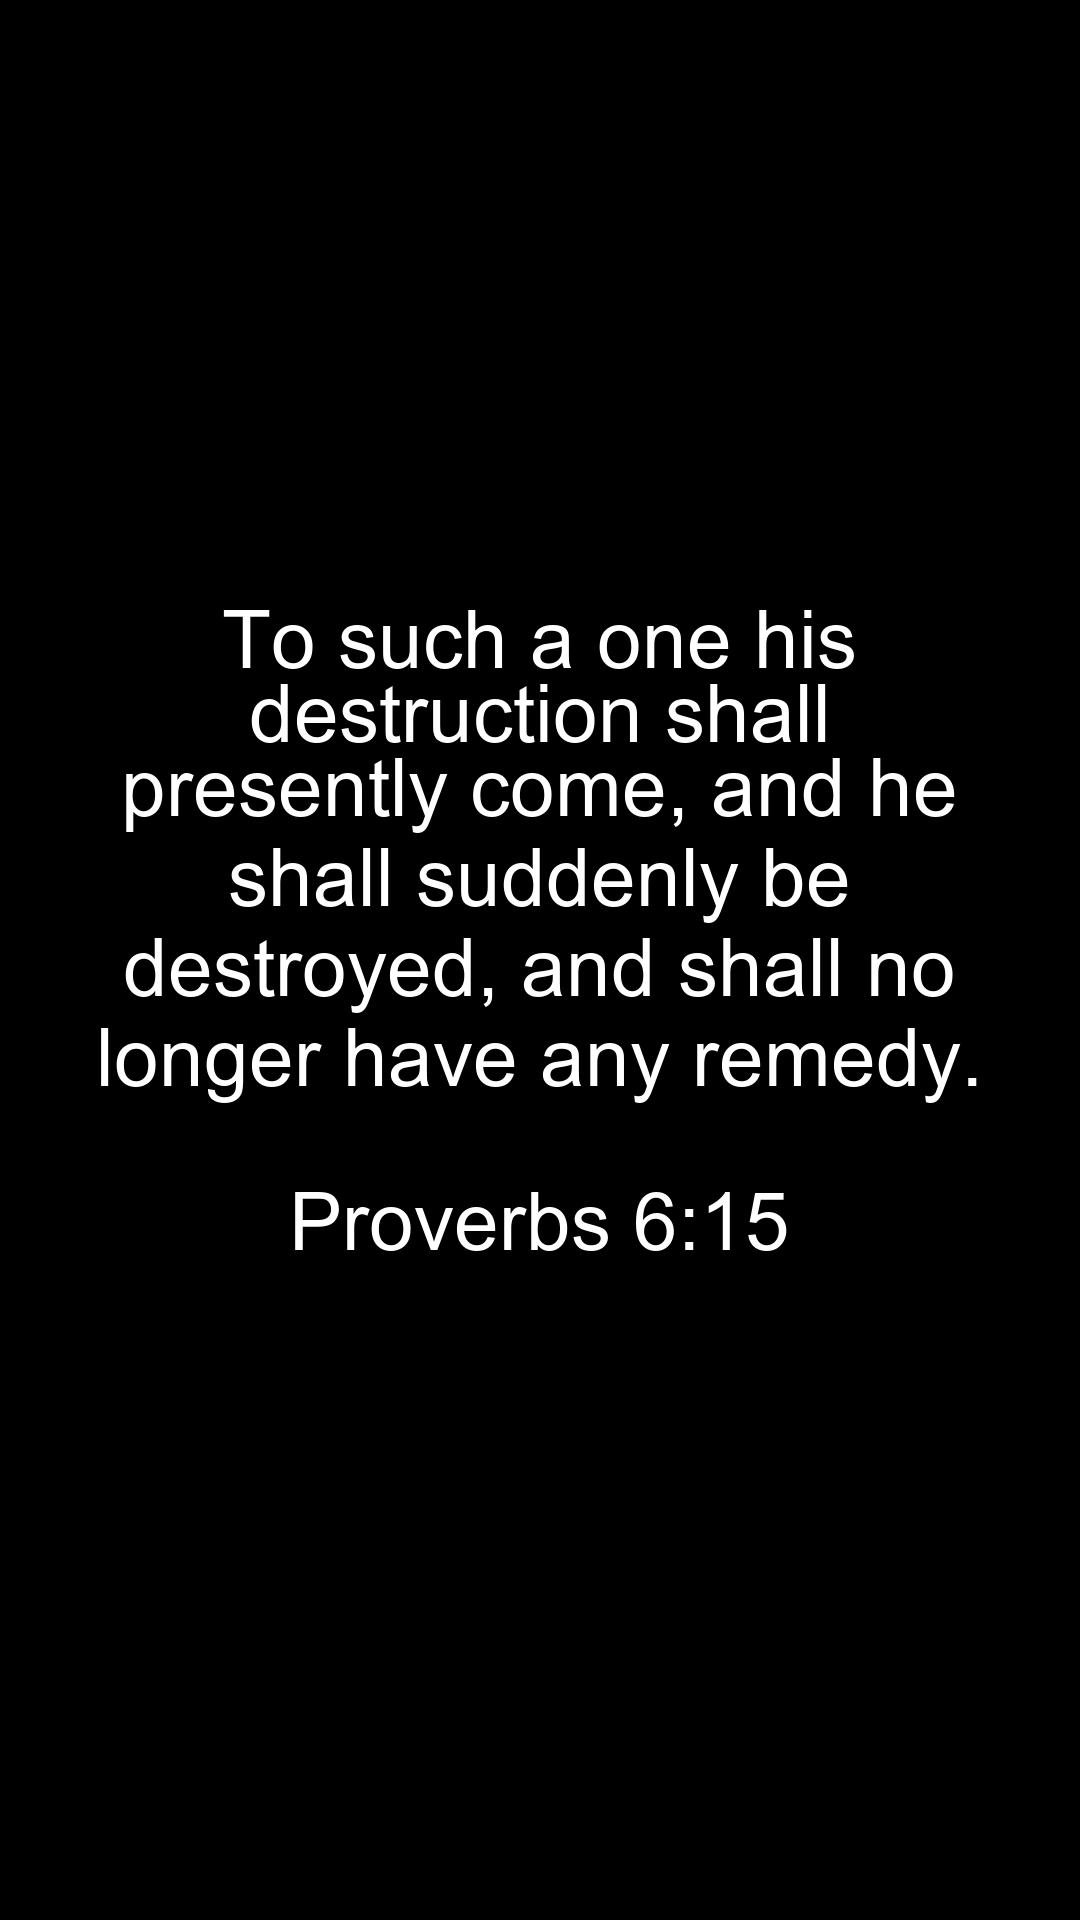 To such a one his
destruction shall
presently come, and he
shall suddenly be
destroyed, and shall no
longer have any remedy.
Proverbs 6:15